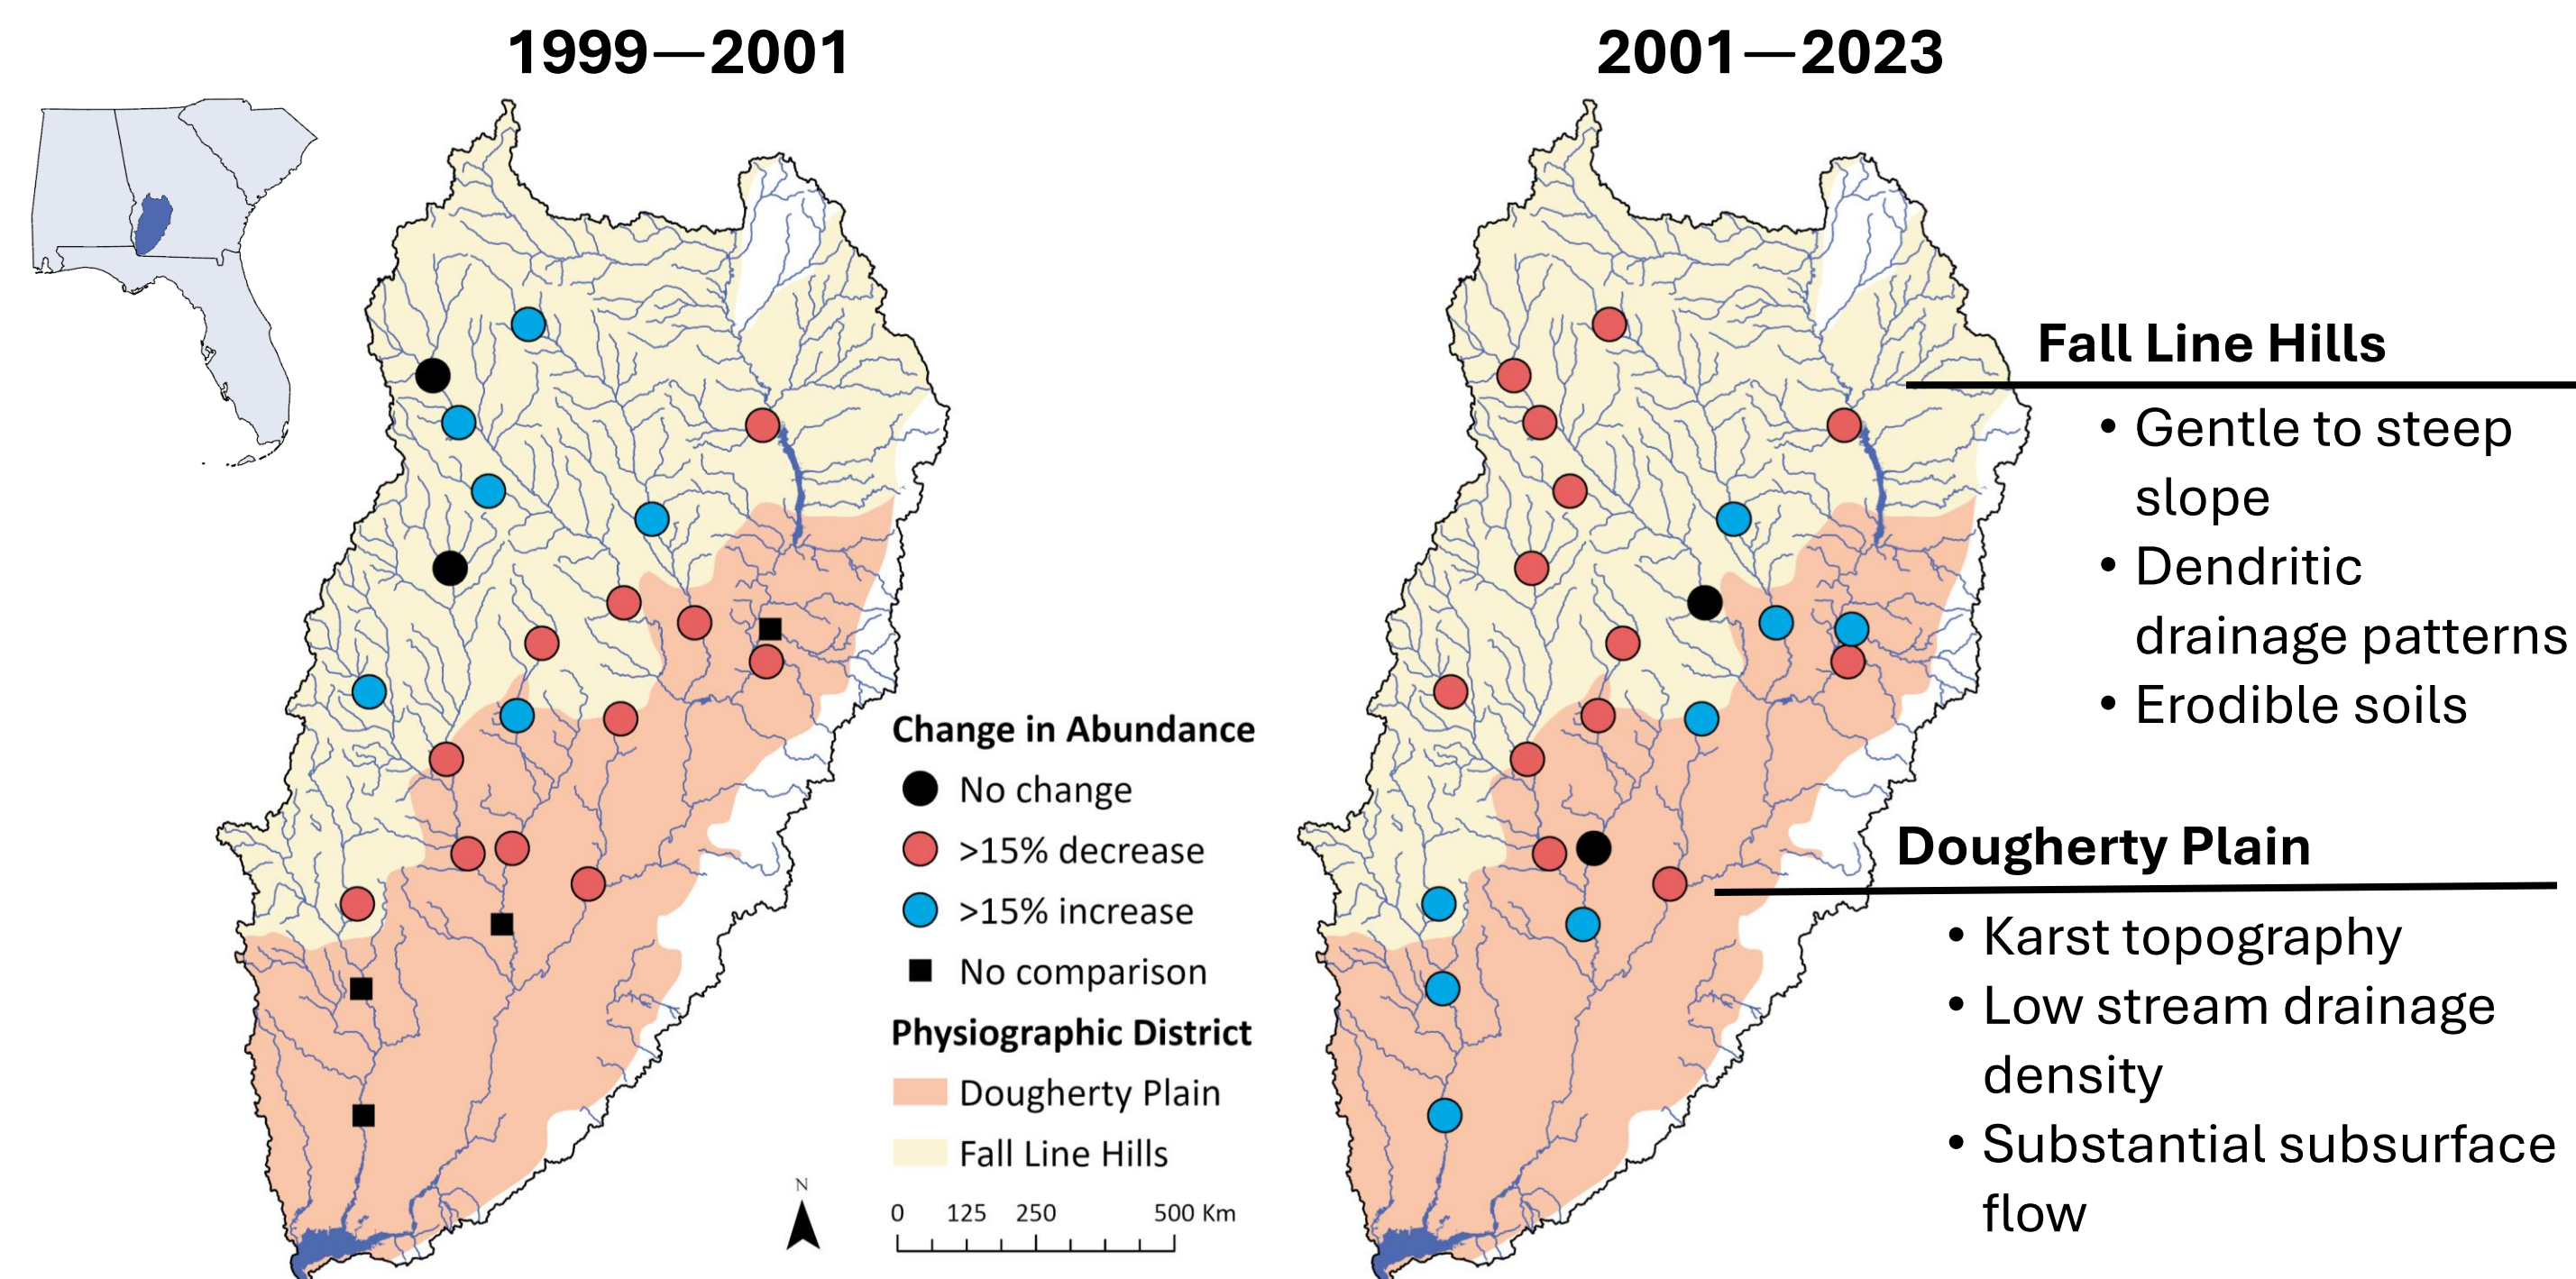 1999—2001
2001—2023
Fall Line Hills
• Gentle to steep
slope
• Dendritic
drainage patterns
• Erodible soils
Dougherty Plain
• Karst topography
• Low stream drainage
density
• Substantial subsurface
flow
Change in Abundance
No change
>15% decrease
>15% increase
No comparison
Physiographic District
Dougherty Plain
Fall Line Hills
N
0 125 250 500 Km